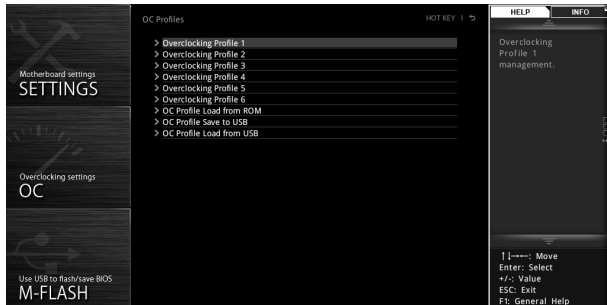 OC Profiles
HOT KEY
HELP
INFO
> Overclocking Profile 1
> Overclocking Profile 2
> Overclocking Profile 3
> Overclocking Profile 4
> Overclocking Profile 5
> Overclocking Profile 6
> OC Profile Load from ROM
> OC Profile Save to USB
> OC Profile Load from USB
Motherboard settings
SETTINGS
Overclocking settings
OC
Use USB to flash/save BIOS
M-FLASH
Overclocking
Profile 1
management.
↑↓→←: Move
Enter: Select
+/-: Value
ESC: Exit
F1: General Help